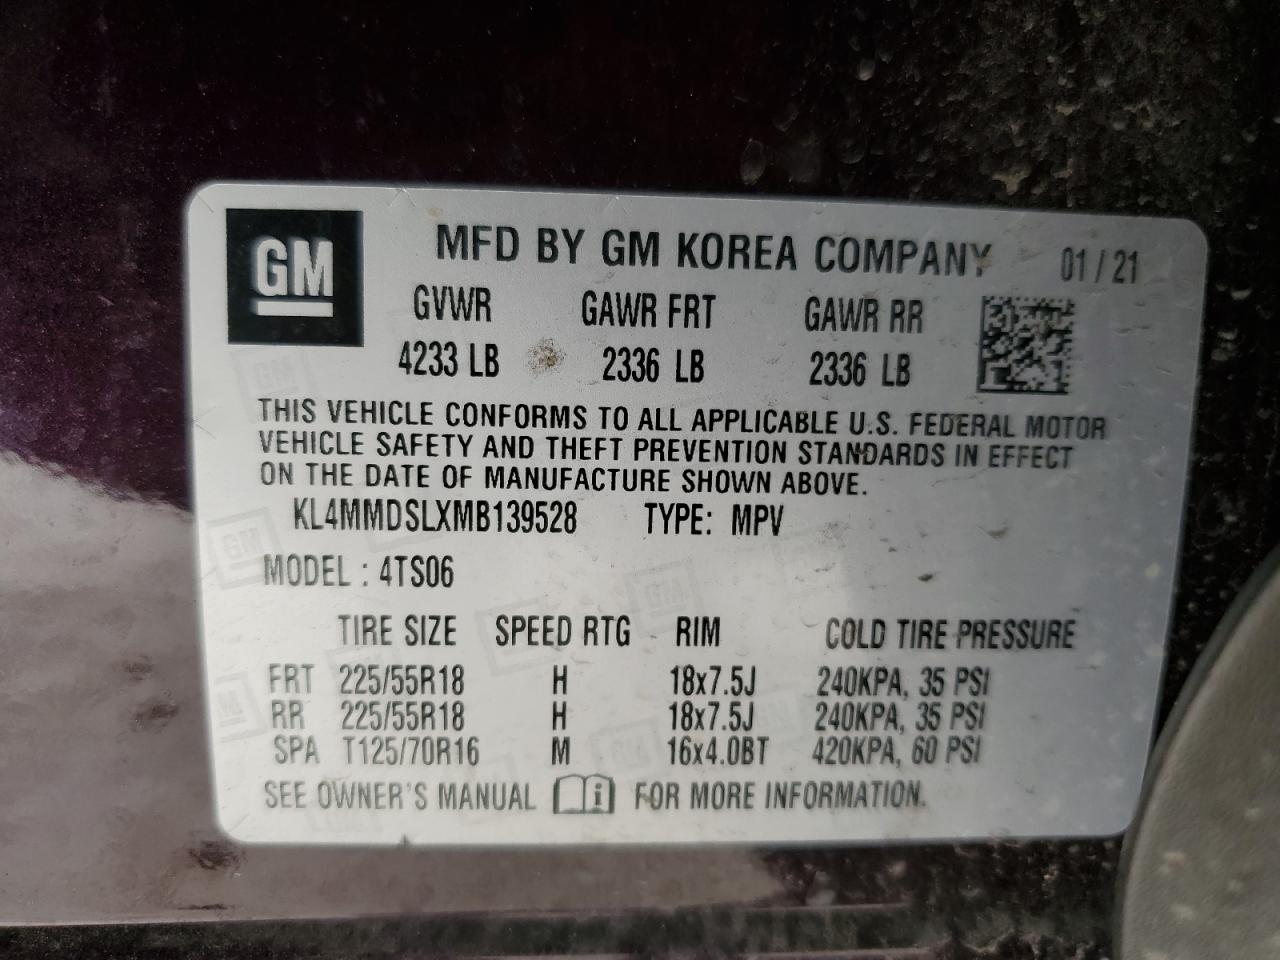 GM
MFD BY GM KOREA COMPANY 01/21
GVWR GAWR FRT GAWR RR
4233 LB 2336 LB 2336 LB
THIS VEHICLE CONFORMS TO ALL APPLICABLE U.S. FEDERAL MOTOR
VEHICLE SAFETY AND THEFT PREVENTION STANDARDS IN EFFECT
ON THE DATE OF MANUFACTURE SHOWN ABOVE.
KL4MMDSLXMB139528 TYPE: MPV
MODEL : 4TS06
TIRE SIZE SPEED RTG RIM COLD TIRE PRESSURE
FRT 225/55R18 H 18x7.5J 240KPA, 35 PSI
RR 225/55R18 H 18x7.5J 240KPA, 35 PSI
SPA T125/70R16 M 16x4.0BT 420KPA, 60 PSI
SEE OWNER'S MANUAL i FOR MORE INFORMATION.